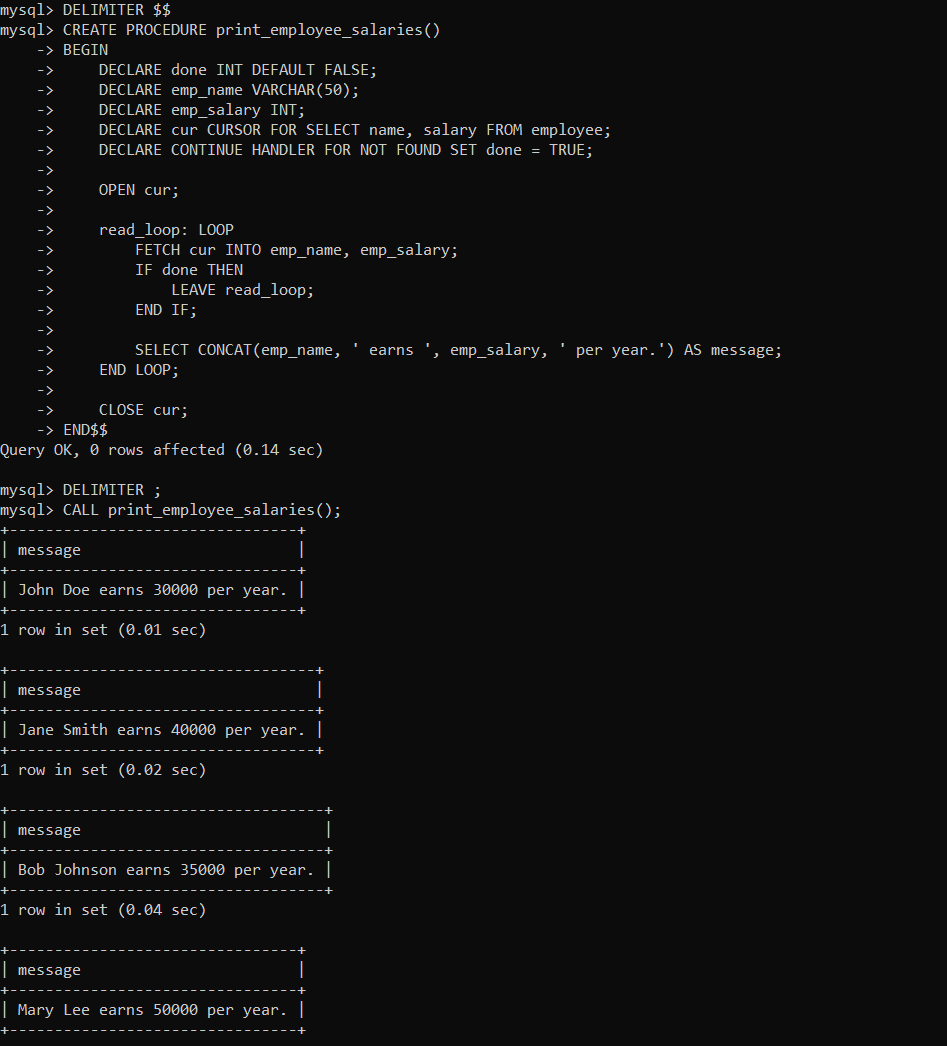 mysql> DELIMITER $$
mysql> CREATE PROCEDURE print_employee_salaries()
    -> BEGIN
    ->     DECLARE done INT DEFAULT FALSE;
    ->     DECLARE emp_name VARCHAR(50);
    ->     DECLARE emp_salary INT;
    ->     DECLARE cur CURSOR FOR SELECT name, salary FROM employee;
    ->     DECLARE CONTINUE HANDLER FOR NOT FOUND SET done = TRUE;
    ->
    ->     OPEN cur;
    ->
    ->     read_loop: LOOP
    ->         FETCH cur INTO emp_name, emp_salary;
    ->         IF done THEN
    ->             LEAVE read_loop;
    ->         END IF;
    ->
    ->         SELECT CONCAT(emp_name, ' earns ', emp_salary, ' per year.') AS message;
    ->     END LOOP;
    ->
    ->     CLOSE cur;
    -> END$$
Query OK, 0 rows affected (0.14 sec)

mysql> DELIMITER ;
mysql> CALL print_employee_salaries();
+--------------------------------+
| message                        |
+--------------------------------+
| John Doe earns 30000 per year. |
+--------------------------------+
1 row in set (0.01 sec)

+----------------------------------+
| message                          |
+----------------------------------+
| Jane Smith earns 40000 per year. |
+----------------------------------+
1 row in set (0.02 sec)

+-----------------------------------+
| message                           |
+-----------------------------------+
| Bob Johnson earns 35000 per year. |
+-----------------------------------+
1 row in set (0.04 sec)

+--------------------------------+
| message                        |
+--------------------------------+
| Mary Lee earns 50000 per year. |
+--------------------------------+